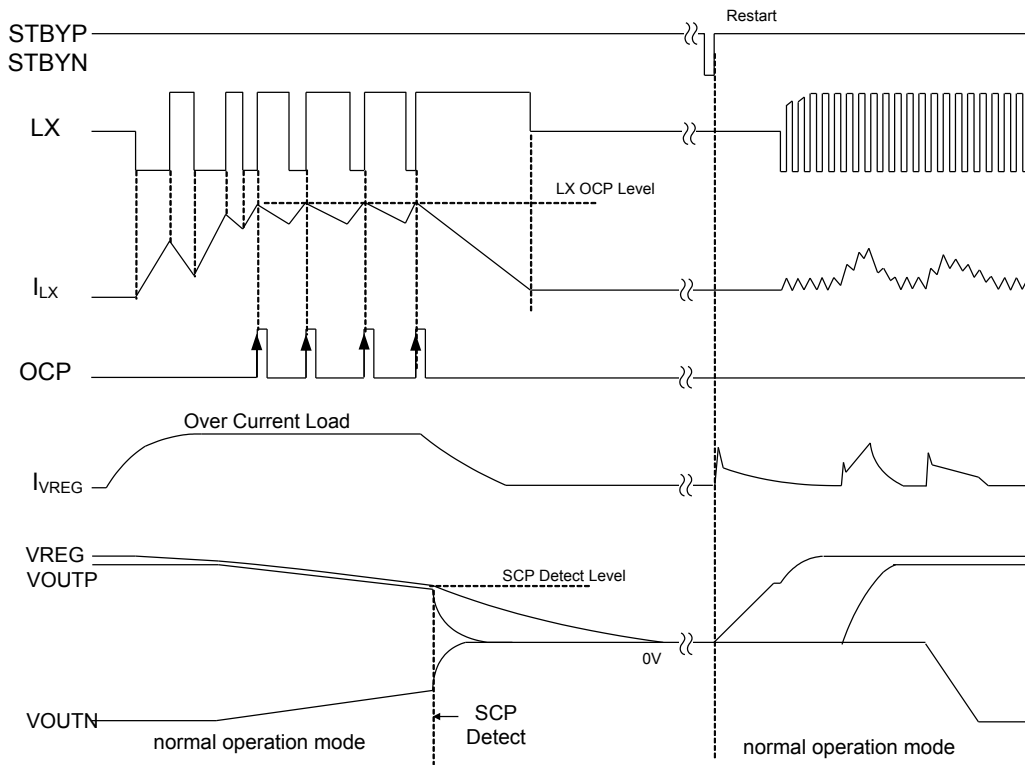 Restart
STBYP
STBYN
LX
LX OCP Level
ILX
OCP
Over Current Load
IVREG
VREG
VOUTP
SCP Detect Level
0V
VOUTN
SCP
Detect
normal operation mode
normal operation mode